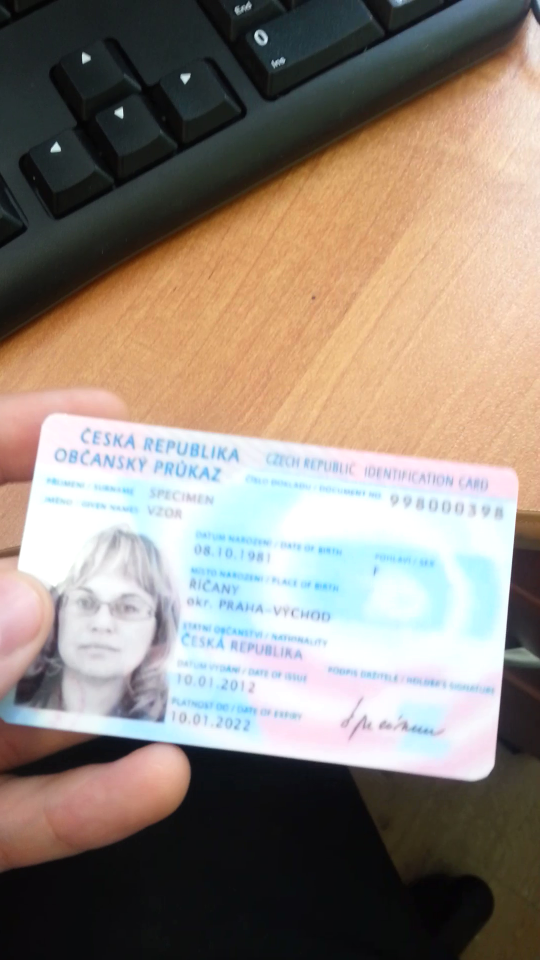 End
0
Ins
ČESKÁ REPUBLIKA
OBČANSKÝ PRŮKAZ
CZECH REPUBLIC IDENTIFICATION CARD
PŘÍJMENÍ / SURNAME SPECIMEN
JMÉNO / GIVEN NAMES VZOR
ČÍSLO DOKLADU / DOCUMENT NO. 998000398
DATUM NAROZENÍ / DATE OF BIRTH
08.10.1981
POHLAVÍ / SEX
F
MÍSTO NAROZENÍ / PLACE OF BIRTH
ŘÍČANY
okr. PRAHA-VÝCHOD
STÁTNÍ OBČANSTVÍ / NATIONALITY
ČESKÁ REPUBLIKA
DATUM VYDÁNÍ / DATE OF ISSUE
10.01.2012
PODPIS DRŽITELE / HOLDER'S SIGNATURE
PLATNOST DO / DATE OF EXPIRY
10.01.2022
Specimen